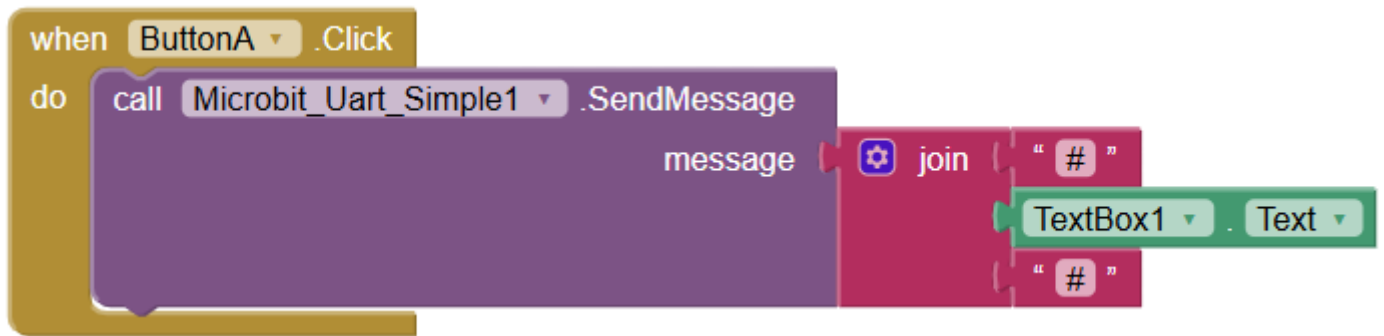 when ButtonA .Click
do call Microbit_Uart_Simple1 .SendMessage
message join “ # ”
TextBox1 . Text
“ # ”